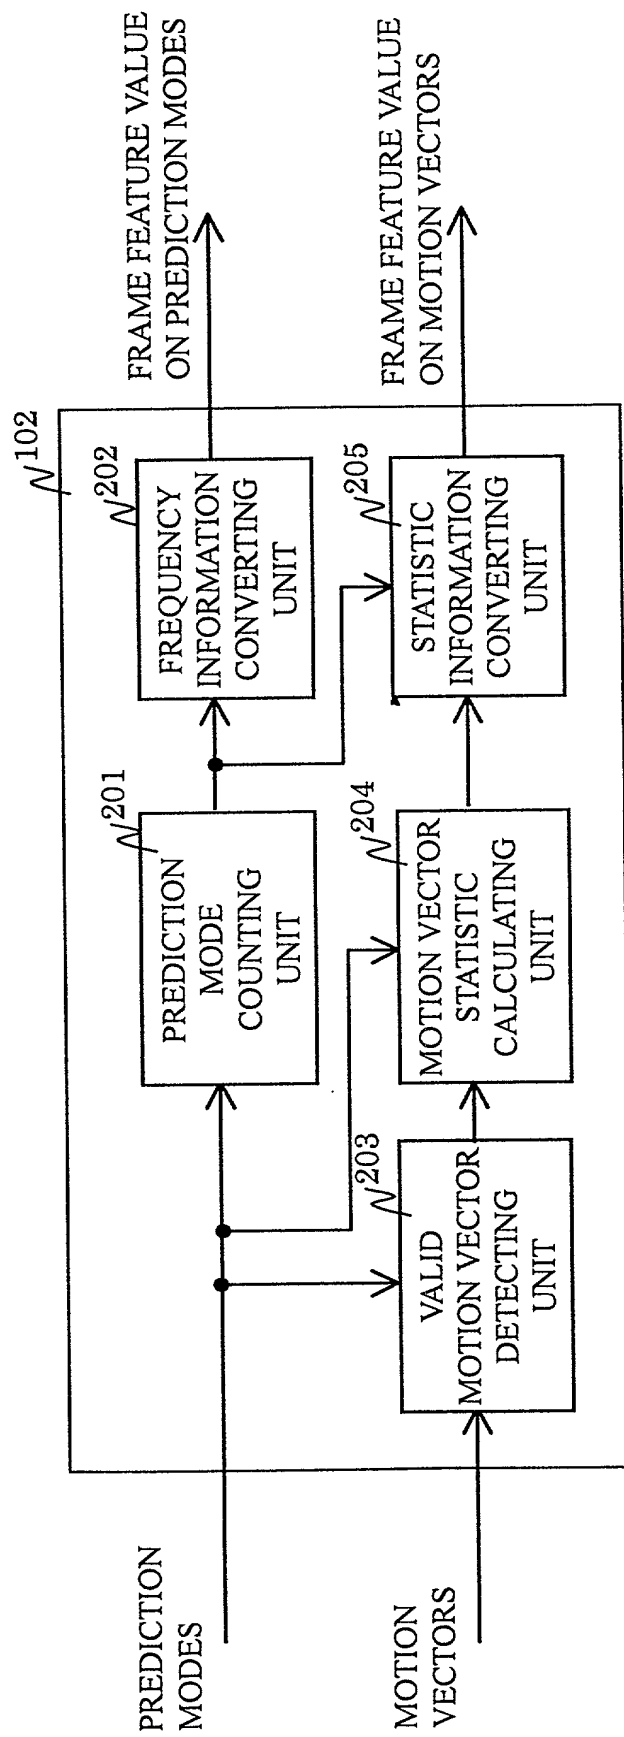 102
PREDICTION
MODES
201
PREDICTION
MODE
COUNTING
UNIT
202
FREQUENCY
INFORMATION
CONVERTING
UNIT
FRAME FEATURE VALUE
ON PREDICTION MODES
MOTION
VECTORS
203
VALID
MOTION VECTOR
DETECTING
UNIT
204
MOTION VECTOR
STATISTIC
CALCULATING
UNIT
205
STATISTIC
INFORMATION
CONVERTING
UNIT
FRAME FEATURE VALUE
ON MOTION VECTORS